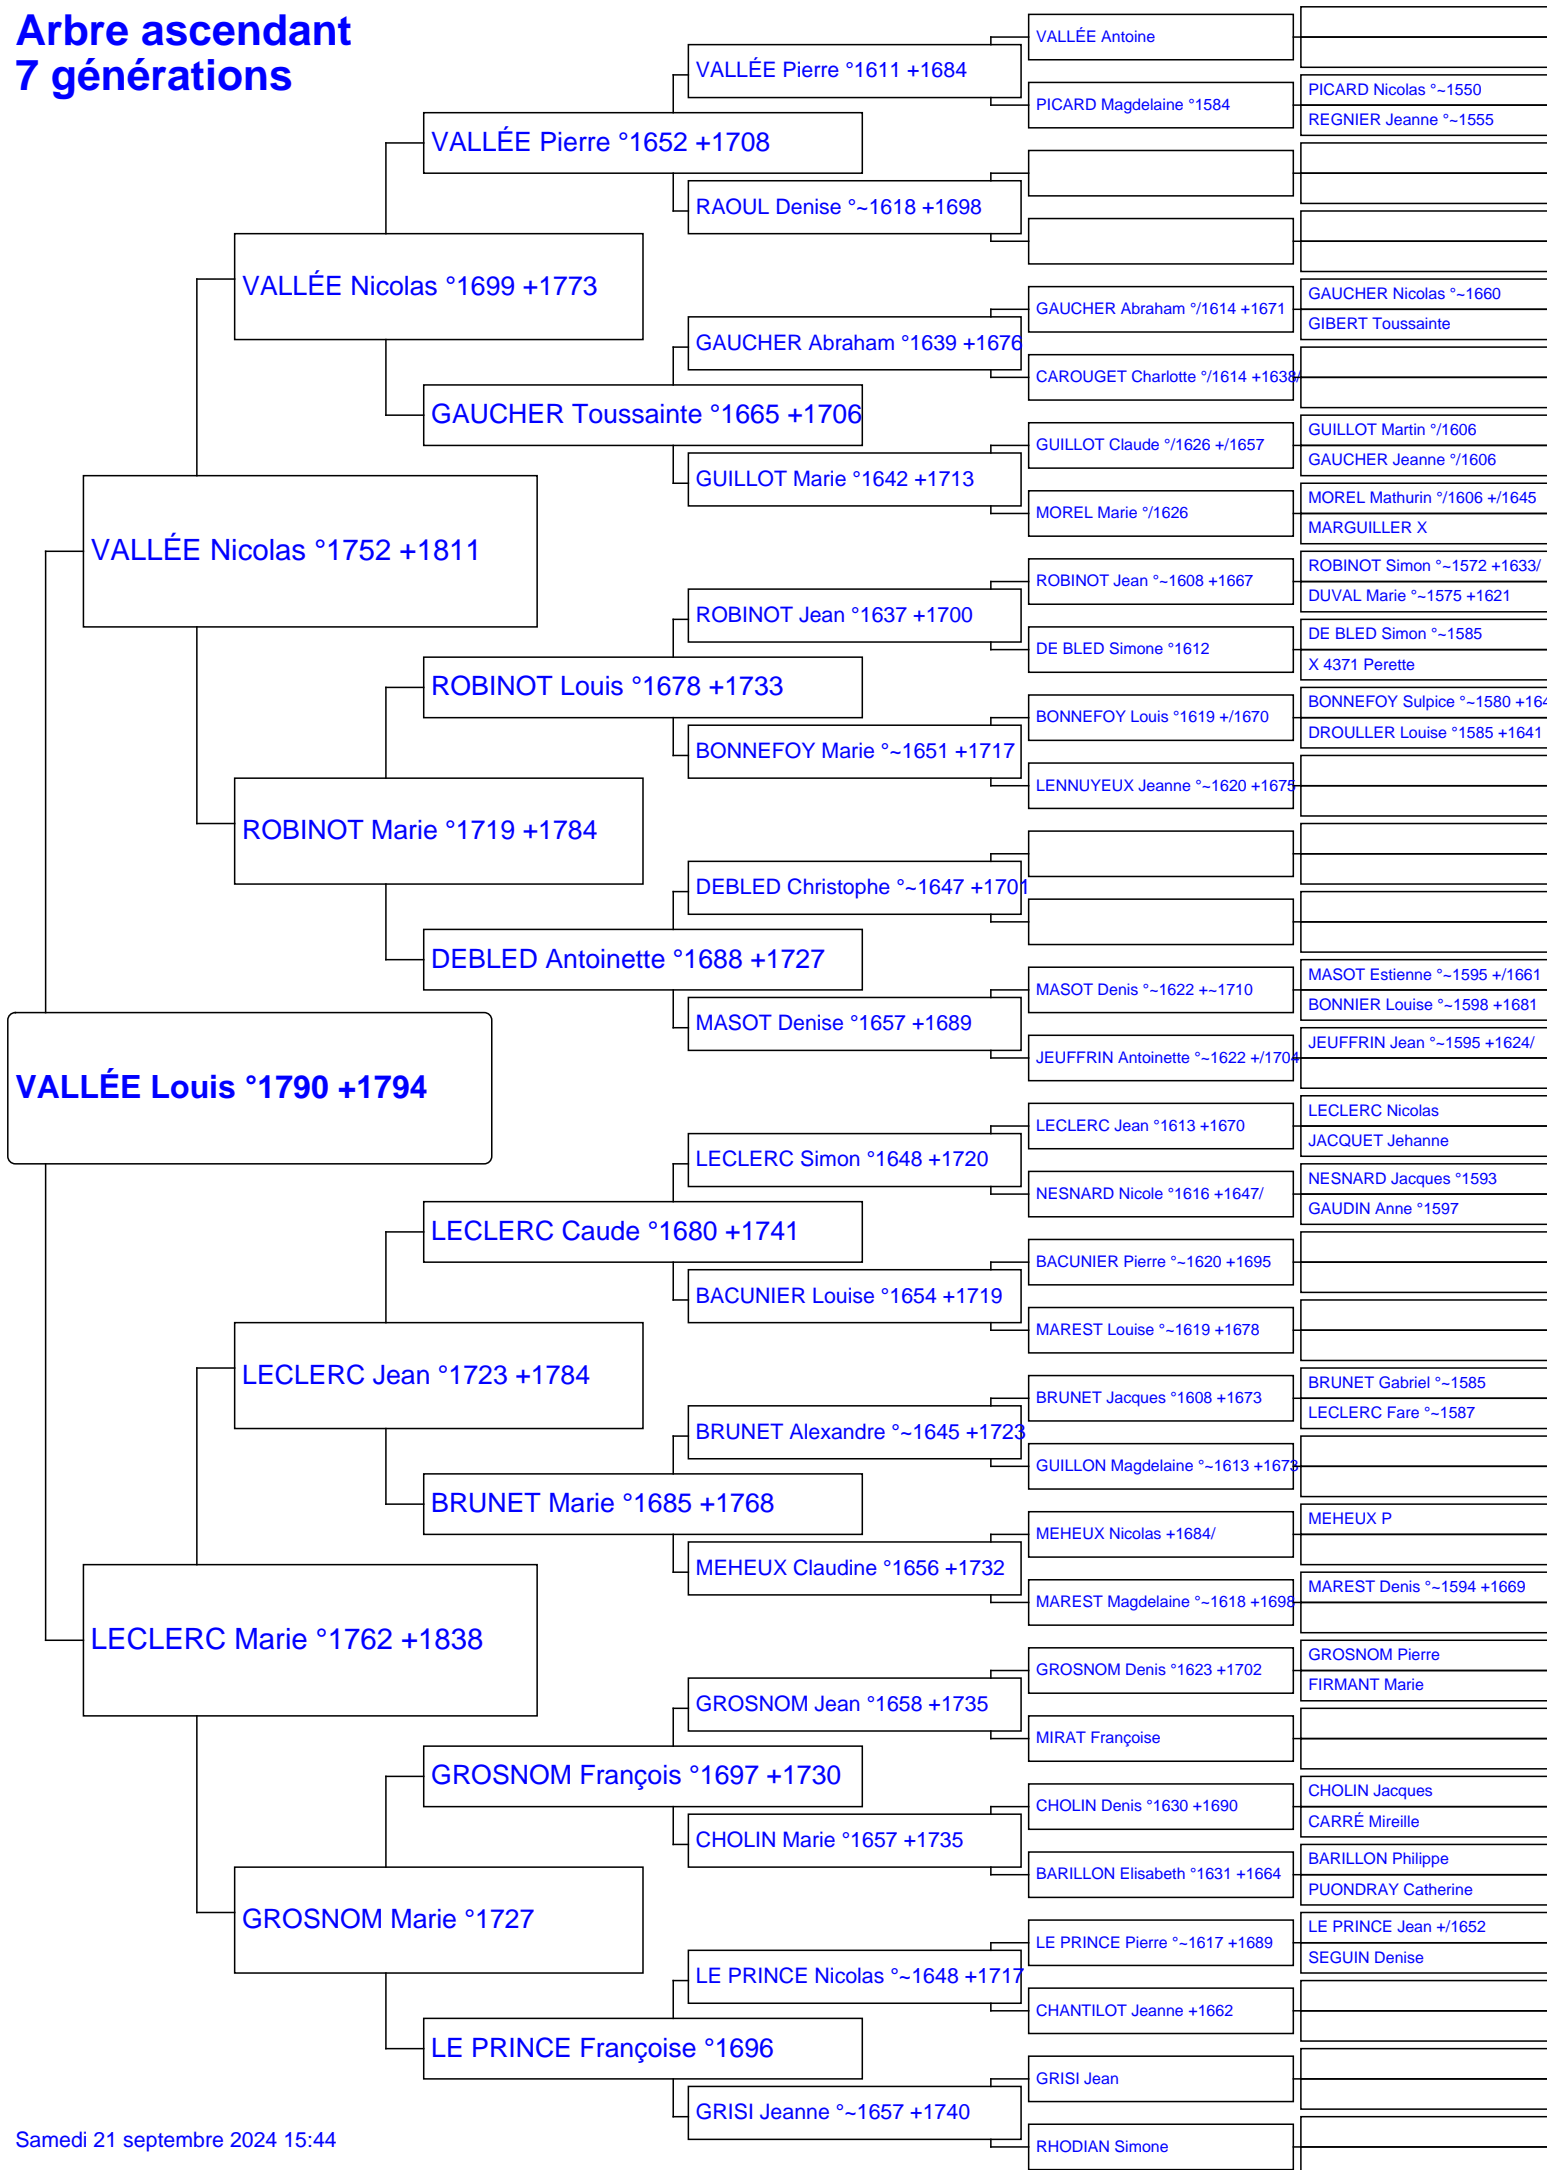 Arbre ascendant
7 générations
VALLÉE Louis °1790 +1794
VALLÉE Nicolas °1752 +1811
LECLERC Marie °1762 +1838
VALLÉE Nicolas °1699 +1773
ROBINOT Marie °1719 +1784
LECLERC Jean °1723 +1784
GROSNOM Marie °1727
VALLÉE Pierre °1652 +1708
GAUCHER Toussainte °1665 +1706
ROBINOT Louis °1678 +1733
DEBLED Antoinette °1688 +1727
LECLERC Caude °1680 +1741
BRUNET Marie °1685 +1768
GROSNOM François °1697 +1730
LE PRINCE Françoise °1696
VALLÉE Pierre °1611 +1684
RAOUL Denise °~1618 +1698
GAUCHER Abraham °1639 +1676
GUILLOT Marie °1642 +1713
ROBINOT Jean °1637 +1700
BONNEFOY Marie °~1651 +1717
DEBLED Christophe °~1647 +1701
MASOT Denise °1657 +1689
LECLERC Simon °1648 +1720
BACUNIER Louise °1654 +1719
BRUNET Alexandre °~1645 +1723
MEHEUX Claudine °1656 +1732
GROSNOM Jean °1658 +1735
CHOLIN Marie °1657 +1735
LE PRINCE Nicolas °~1648 +1717
GRISI Jeanne °~1657 +1740
VALLÉE Antoine
PICARD Magdelaine °1584
GAUCHER Abraham °/1614 +1671
CAROUGET Charlotte °/1614 +1638/
GUILLOT Claude °/1626 +/1657
MOREL Marie °/1626
ROBINOT Jean °~1608 +1667
DE BLED Simone °1612
BONNEFOY Louis °1619 +/1670
LENNUYEUX Jeanne °~1620 +1675
MASOT Denis °~1622 +~1710
JEUFFRIN Antoinette °~1622 +/1704
LECLERC Jean °1613 +1670
NESNARD Nicole °1616 +1647/
BACUNIER Pierre °~1620 +1695
MAREST Louise °~1619 +1678
BRUNET Jacques °1608 +1673
GUILLON Magdelaine °~1613 +1673
MEHEUX Nicolas +1684/
MAREST Magdelaine °~1618 +1698
GROSNOM Denis °1623 +1702
MIRAT Françoise
CHOLIN Denis °1630 +1690
BARILLON Elisabeth °1631 +1664
LE PRINCE Pierre °~1617 +1689
CHANTILOT Jeanne +1662
GRISI Jean
RHODIAN Simone
PICARD Nicolas °~1550
REGNIER Jeanne °~1555
GAUCHER Nicolas °~1660
GIBERT Toussainte
GUILLOT Martin °/1606
GAUCHER Jeanne °/1606
MOREL Mathurin °/1606 +/1645
MARGUILLER X
ROBINOT Simon °~1572 +1633/
DUVAL Marie °~1575 +1621
DE BLED Simon °~1585
X 4371 Perette
BONNEFOY Sulpice °~1580 +164
DROULLER Louise °1585 +1641
MASOT Estienne °~1595 +/1661
BONNIER Louise °~1598 +1681
JEUFFRIN Jean °~1595 +1624/
LECLERC Nicolas
JACQUET Jehanne
NESNARD Jacques °1593
GAUDIN Anne °1597
BRUNET Gabriel °~1585
LECLERC Fare °~1587
MEHEUX P
MAREST Denis °~1594 +1669
GROSNOM Pierre
FIRMANT Marie
CHOLIN Jacques
CARRÉ Mireille
BARILLON Philippe
PUONDRAY Catherine
LE PRINCE Jean +/1652
SEGUIN Denise
Samedi 21 septembre 2024 15:44